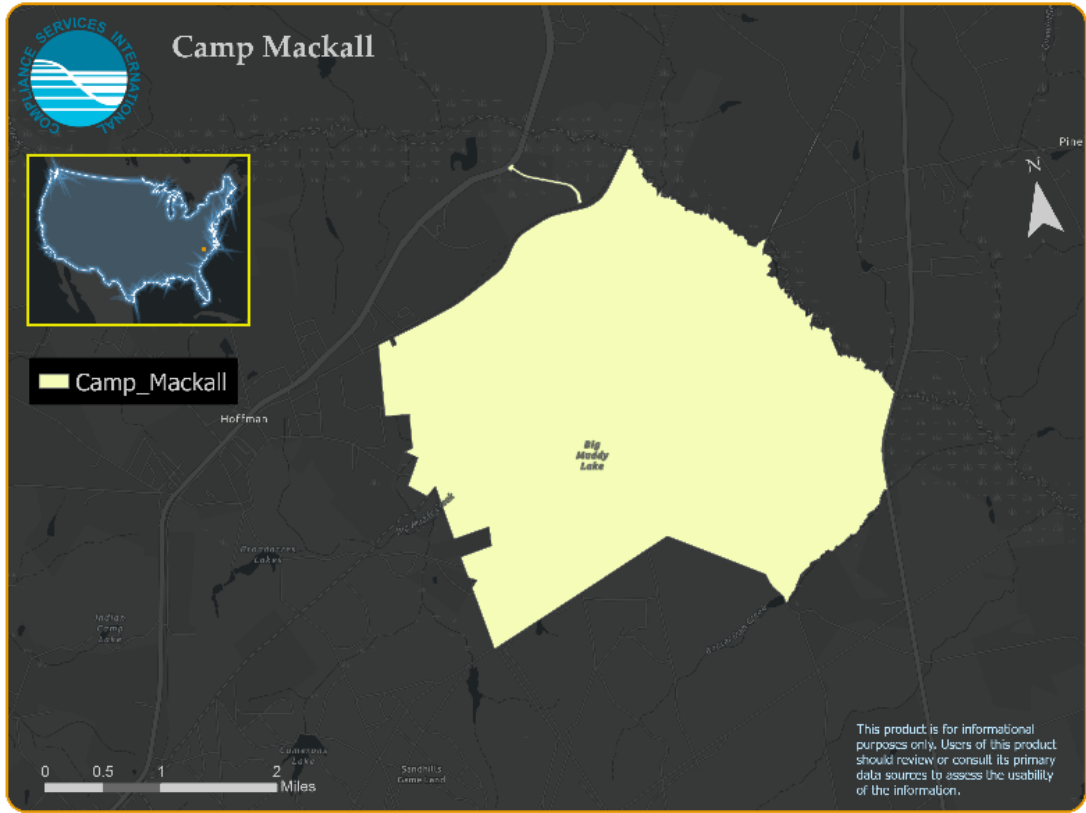 COMPLIANCE SERVICES INTERNATIONAL
Camp Mackall
Pine
N
Camp_Mackall
Hoffman
Big
Muddy
Lake
Broadacres
Lakes
Indian
Camp
Lake
Camerons
Lake
Sandhills
Game Land
0 0.5 1 2
Miles
This product is for informational
purposes only. Users of this product
should review or consult its primary
data sources to assess the usability
of the information.